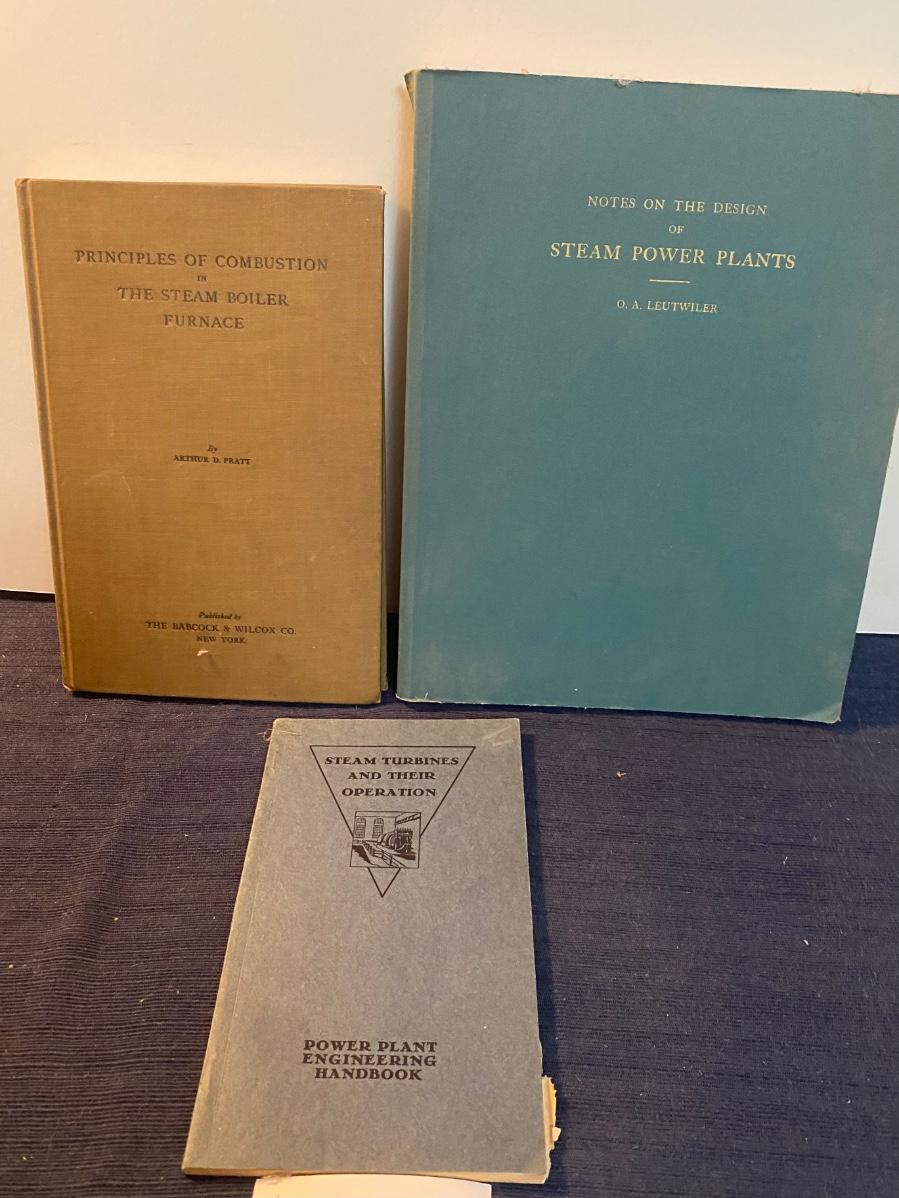 PRINCIPLES OF COMBUSTION
IN
THE STEAM BOILER
FURNACE
By
ARTHUR D. PRATT
Published by
THE BABCOCK & WILCOX CO.
NEW YORK
NOTES ON THE DESIGN
OF
STEAM POWER PLANTS
O. A. LEUTWILER
STEAM TURBINES
AND THEIR
OPERATION
POWER PLANT
ENGINEERING
HANDBOOK